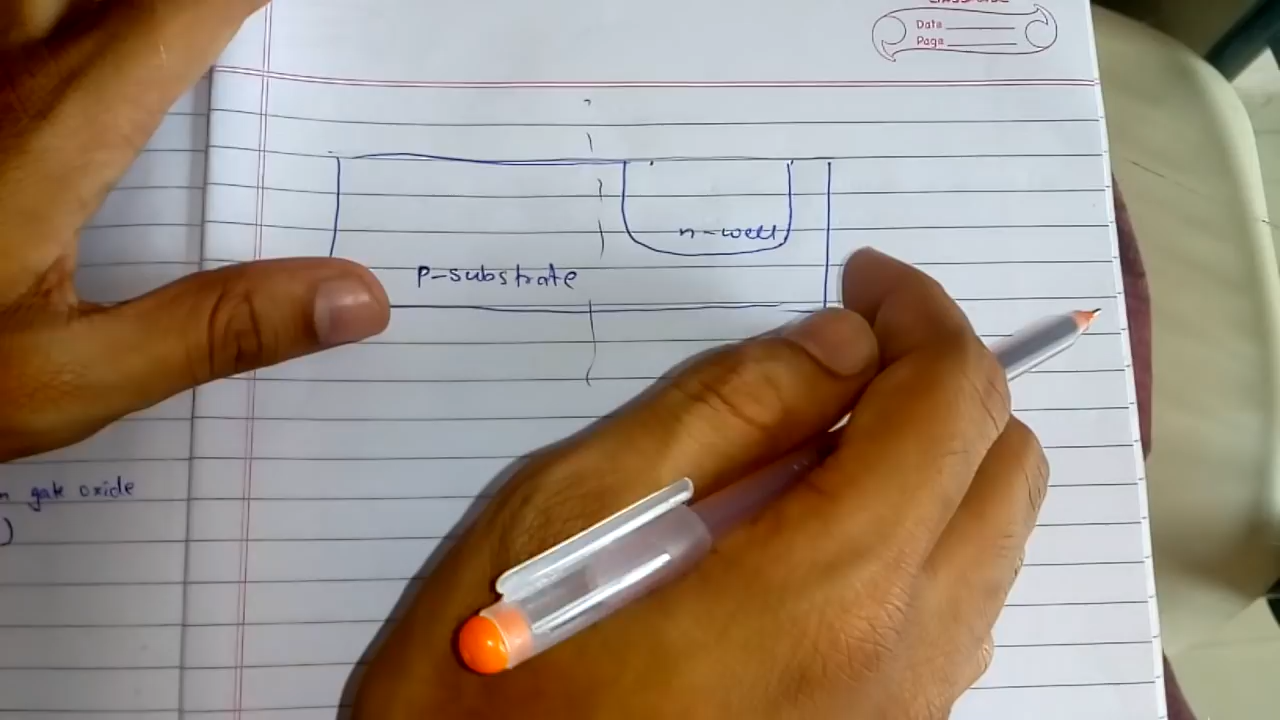 Date
Page
n-well
p-substrate
gate oxide
)